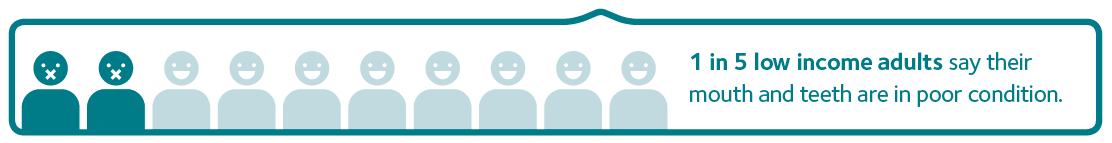 1 in 5 low income adults say their
mouth and teeth are in poor condition.